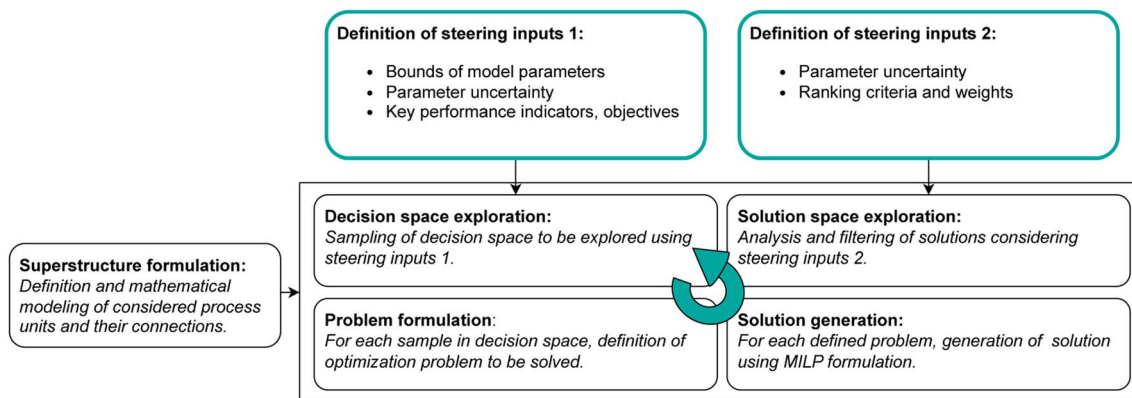 Definition of steering inputs 1:
• Bounds of model parameters
• Parameter uncertainty
• Key performance indicators, objectives
Definition of steering inputs 2:
• Parameter uncertainty
• Ranking criteria and weights
Superstructure formulation:
Definition and mathematical
modeling of considered process
units and their connections.
Decision space exploration:
Sampling of decision space to be explored using
steering inputs 1.
Solution space exploration:
Analysis and filtering of solutions considering
steering inputs 2.
Problem formulation:
For each sample in decision space, definition of
optimization problem to be solved.
Solution generation:
For each defined problem, generation of solution
using MILP formulation.